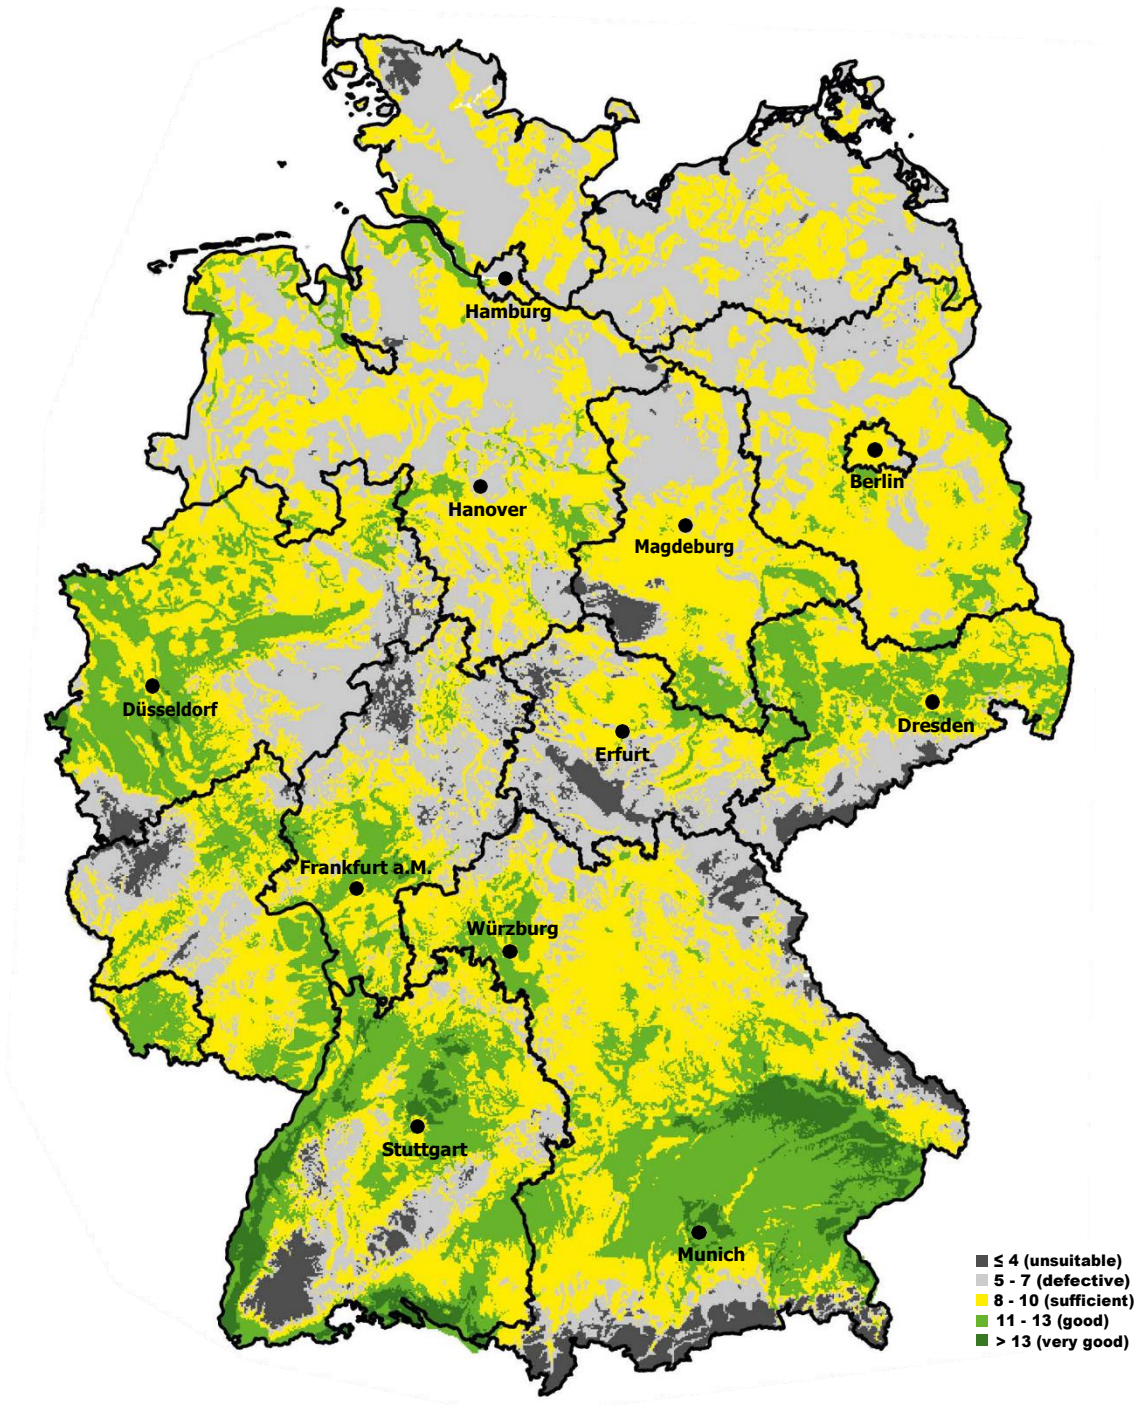 Hamburg
Berlin
Hanover
Magdeburg
Düsseldorf
Dresden
Erfurt
Frankfurt a.M.
Würzburg
Stuttgart
Munich
≤ 4 (unsuitable)
5 - 7 (defective)
8 - 10 (sufficient)
11 - 13 (good)
> 13 (very good)